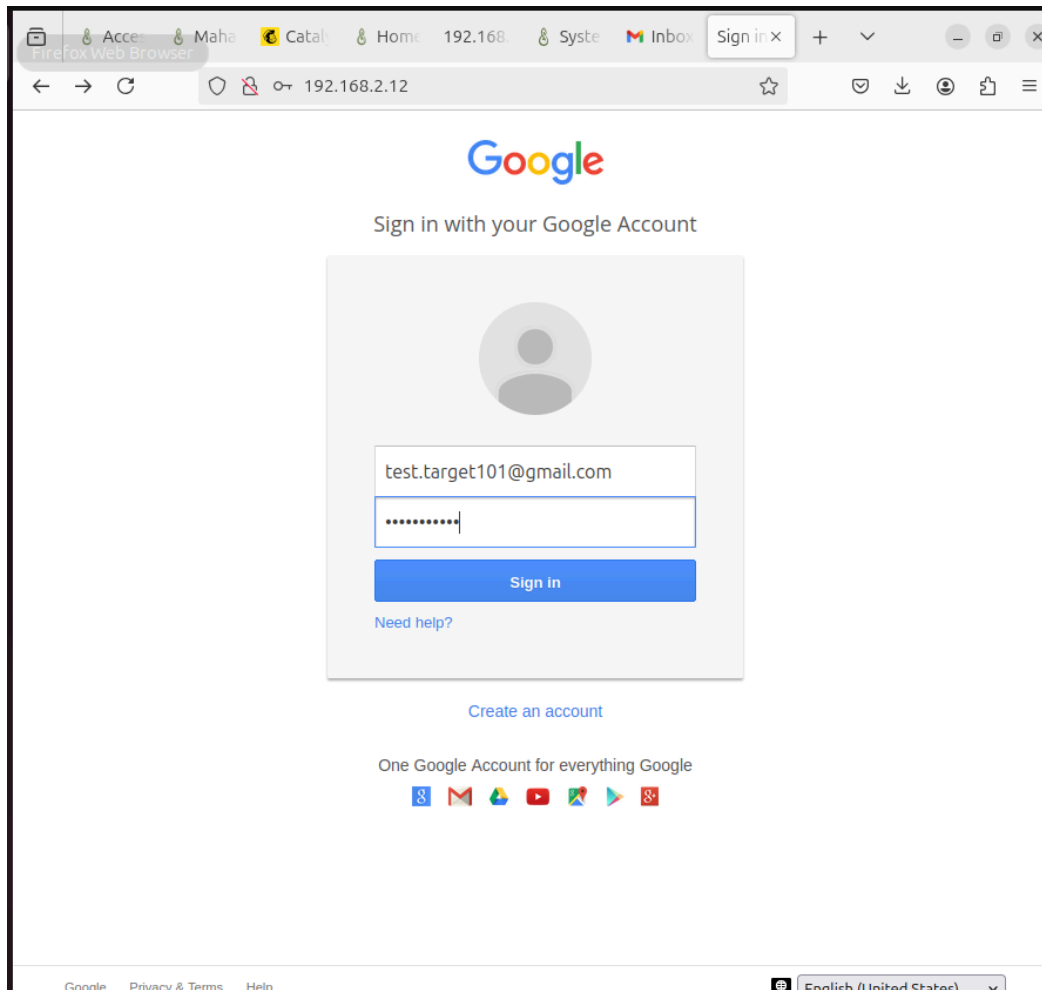 Acces Maha Catal Home 192.168. Syste Inbox Sign in
Firefox Web Browser
192.168.2.12
Google
Sign in with your Google Account
test.target101@gmail.com
Sign in
Need help?
Create an account
One Google Account for everything Google
Google Privacy & Terms Help English (United States)